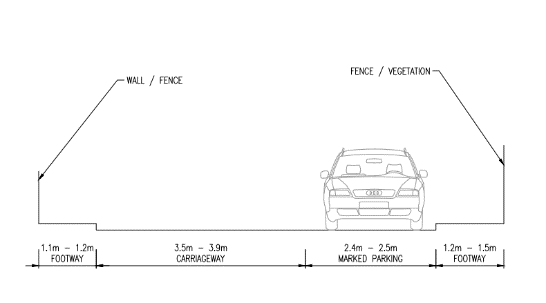 WALL / FENCE
FENCE / VEGETATION
1.1m - 1.2m
FOOTWAY
3.5m - 3.9m
CARRIAGEWAY
2.4m - 2.5m
MARKED PARKING
1.2m - 1.5m
FOOTWAY